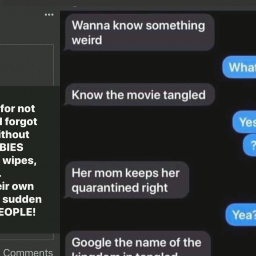 ...
for not
I forgot
ithout
BIES
wipes,
eir own
sudden
EOPLE!
Comments
Wanna know something
weird
What
Know the movie tangled
Yes
?
Her mom keeps her
quarantined right
Yea?
Google the name of the
kingdom in tangled